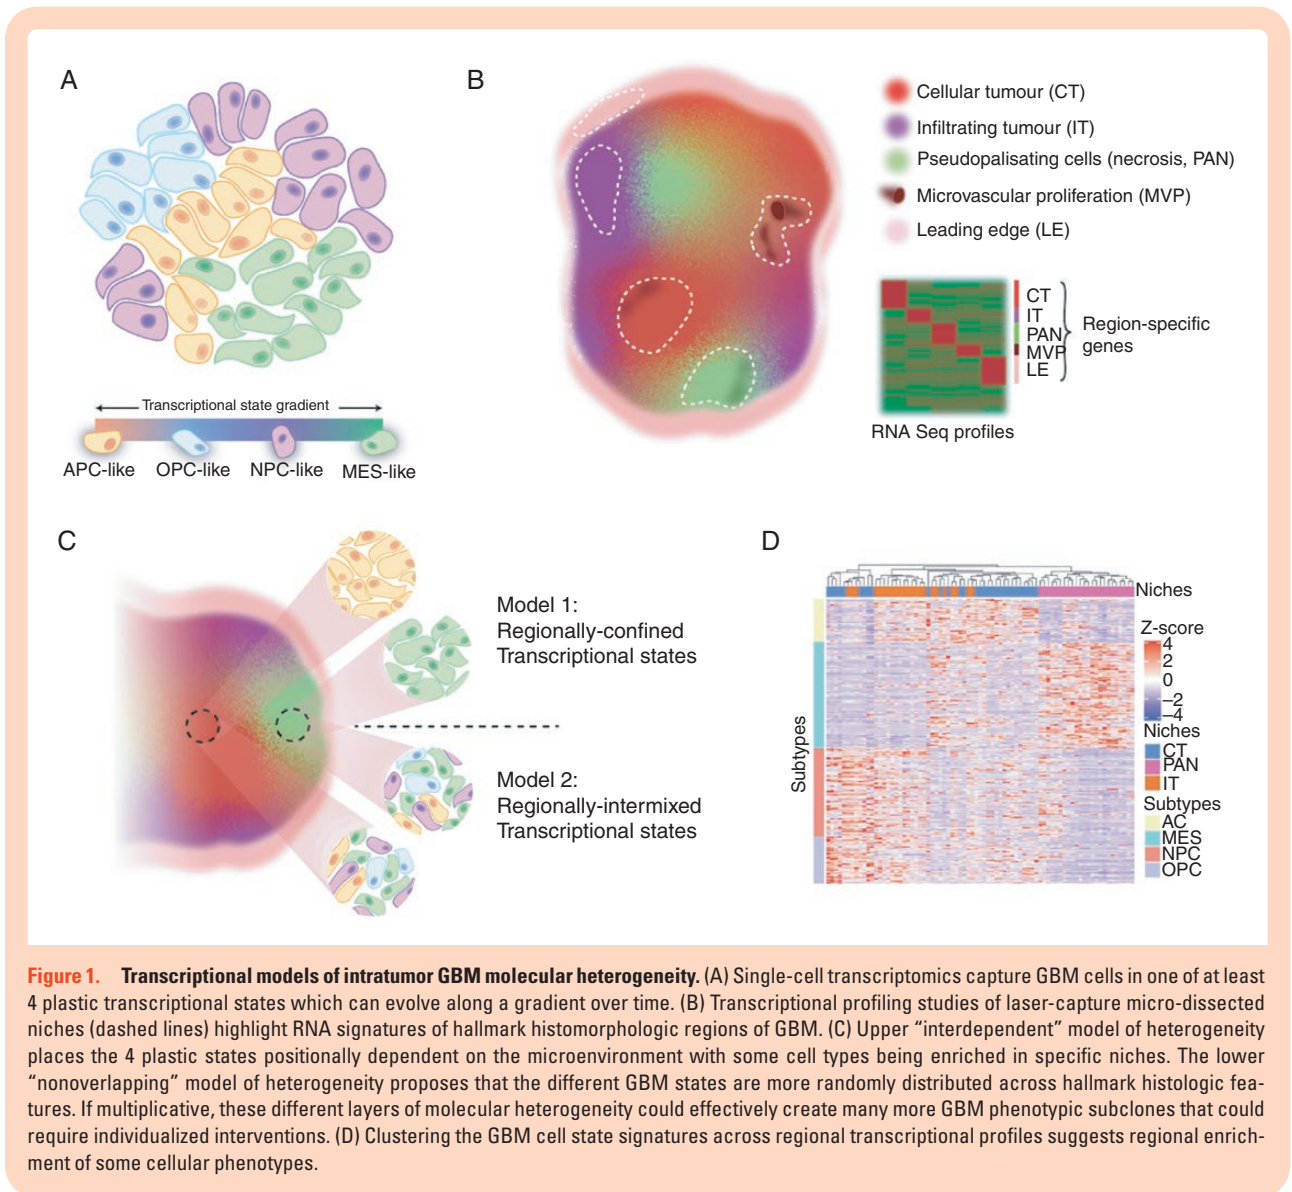 A
Transcriptional state gradient
APC-like OPC-like NPC-like MES-like
B
Cellular tumour (CT)
Infiltrating tumour (IT)
Pseudopalisating cells (necrosis, PAN)
Microvascular proliferation (MVP)
Leading edge (LE)
CT
IT
PAN
MVP
LE
Region-specific
genes
RNA Seq profiles
C
Model 1:
Regionally-confined
Transcriptional states
Model 2:
Regionally-intermixed
Transcriptional states
D
Niches
Subtypes
Z-score
4
2
0
–2
–4
Niches
CT
PAN
IT
Subtypes
AC
MES
NPC
OPC
Figure 1. Transcriptional models of intratumor GBM molecular heterogeneity. (A) Single-cell transcriptomics capture GBM cells in one of at least
4 plastic transcriptional states which can evolve along a gradient over time. (B) Transcriptional profiling studies of laser-capture micro-dissected
niches (dashed lines) highlight RNA signatures of hallmark histomorphologic regions of GBM. (C) Upper “interdependent” model of heterogeneity
places the 4 plastic states positionally dependent on the microenvironment with some cell types being enriched in specific niches. The lower
“nonoverlapping” model of heterogeneity proposes that the different GBM states are more randomly distributed across hallmark histologic fea-
tures. If multiplicative, these different layers of molecular heterogeneity could effectively create many more GBM phenotypic subclones that could
require individualized interventions. (D) Clustering the GBM cell state signatures across regional transcriptional profiles suggests regional enrich-
ment of some cellular phenotypes.